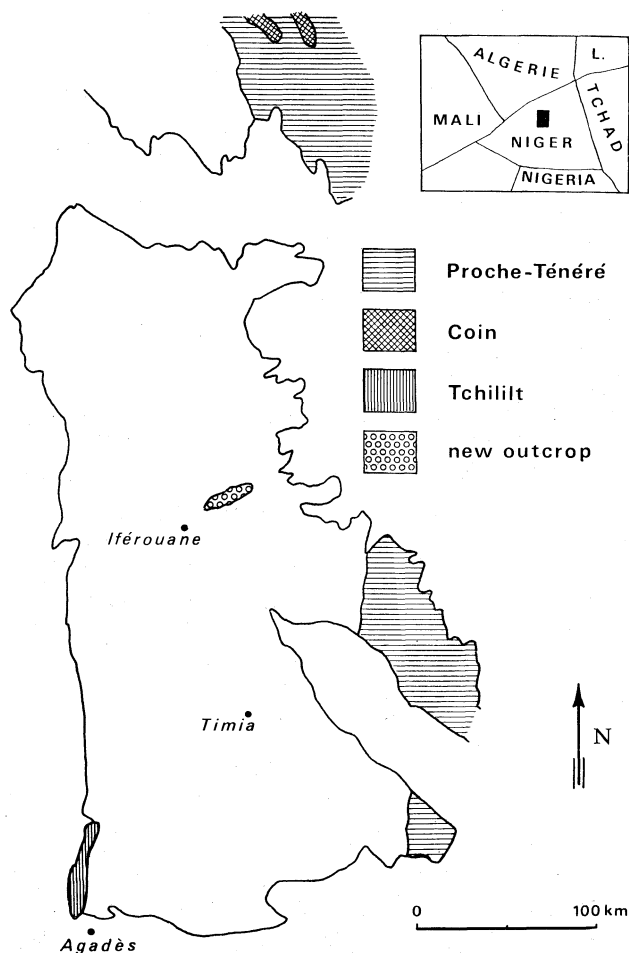 ALGERIE
L.
MALI
TCHAD
NIGER
NIGERIA
Proche-Ténéré
Coin
Tchililt
new outcrop
Iférouane
Timia
N
0 100 km
Agadès